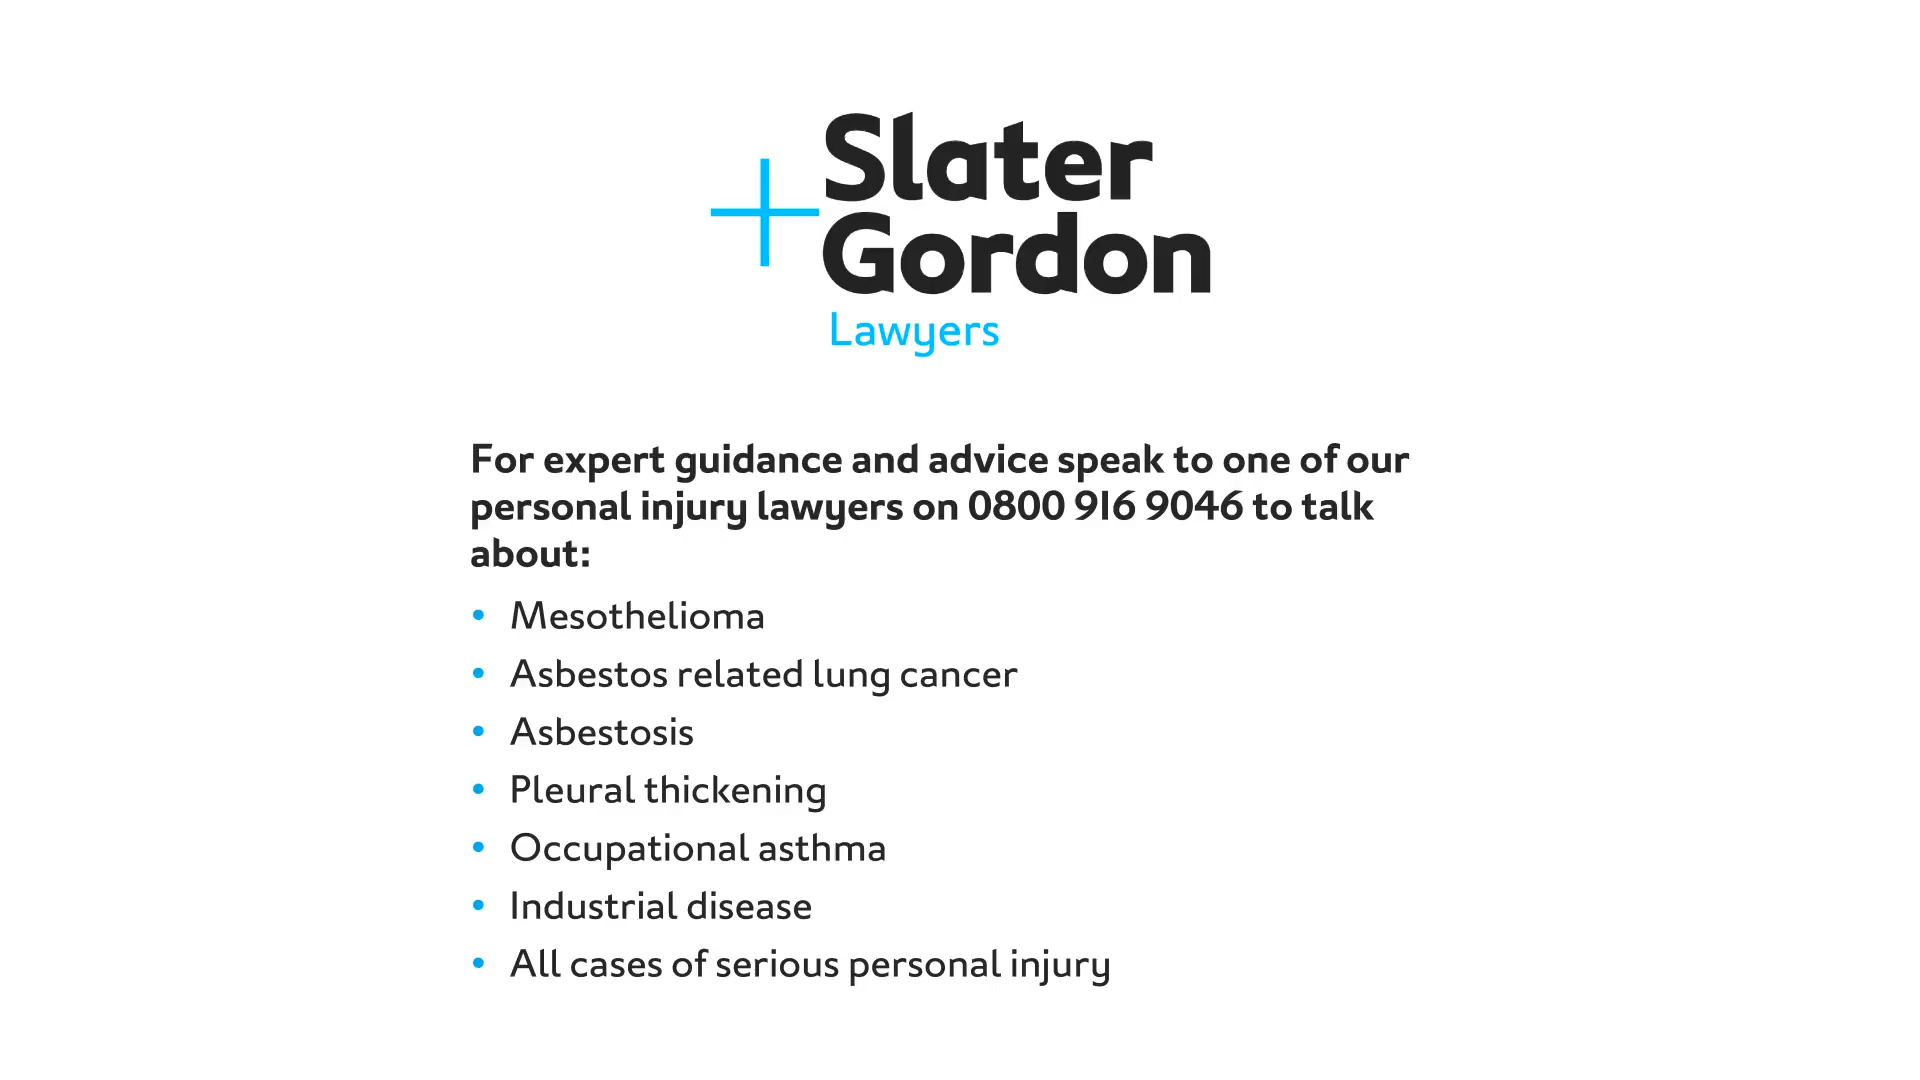 Slater
Gordon
Lawyers
For expert guidance and advice speak to one of our
personal injury lawyers on 0800 916 9046 to talk
about:
• Mesothelioma
• Asbestos related lung cancer
• Asbestosis
• Pleural thickening
• Occupational asthma
• Industrial disease
• All cases of serious personal injury